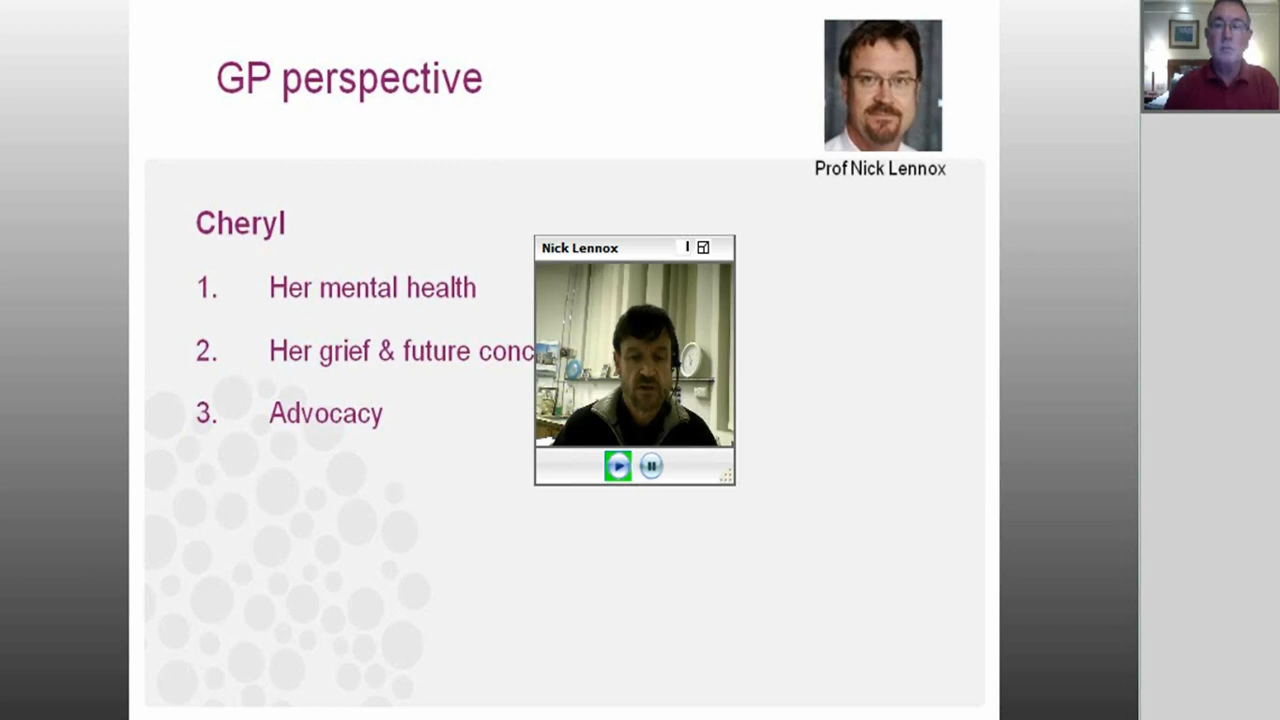 GP perspective
Prof Nick Lennox
Cheryl
Nick Lennox
1. Her mental health
2. Her grief & future conc
3. Advocacy